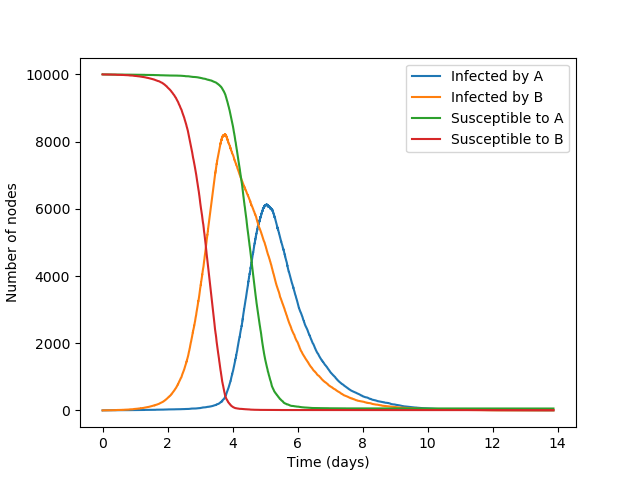 Infected by A
Infected by B
Susceptible to A
Susceptible to B
10000
8000
6000
4000
2000
0
Number of nodes
0 2 4 6 8 10 12 14
Time (days)